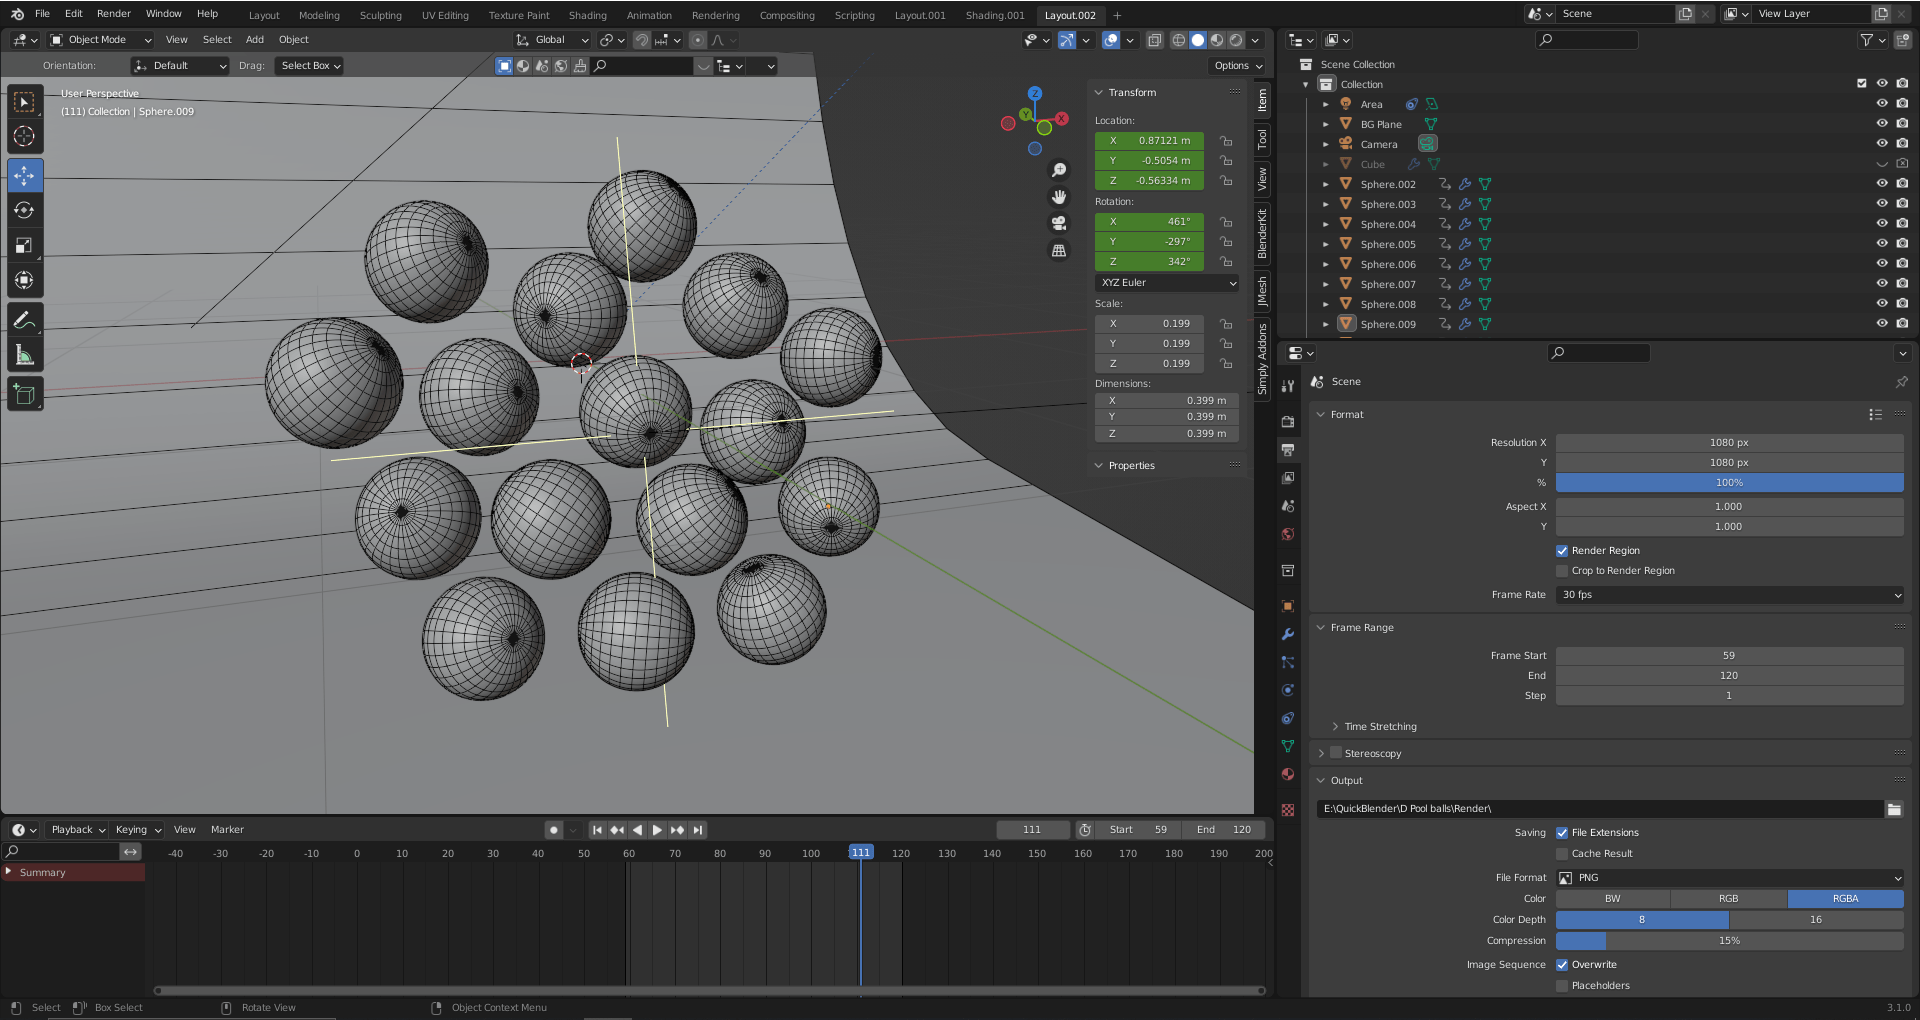 File Edit Render Window Help Layout Modeling Sculpting UV Editing Texture Paint Shading Animation Rendering Compositing Scripting Layout.001 Shading.001 Layout.002 + Scene View Layer
Object Mode View Select Add Object Global
Orientation: Default Drag: Select Box Options
User Perspective
(111) Collection | Sphere.009
Transform
Location:
X 0.87121 m
Y -0.5054 m
Z -0.56334 m
Rotation:
X 461°
Y -297°
Z 342°
XYZ Euler
Scale:
X 0.199
Y 0.199
Z 0.199
Dimensions:
X 0.399 m
Y 0.399 m
Z 0.399 m
Properties
Z
Y
X
Item
Tool
View
BlenderKit
JMesh
Simply Addons
Scene Collection
Collection
Area
BG Plane
Camera
Cube
Sphere.002
Sphere.003
Sphere.004
Sphere.005
Sphere.006
Sphere.007
Sphere.008
Sphere.009
Scene
Format
Resolution X 1080 px
Y 1080 px
% 100%
Aspect X 1.000
Y 1.000
Render Region
Crop to Render Region
Frame Rate 30 fps
Frame Range
Frame Start 59
End 120
Step 1
Time Stretching
Stereoscopy
Output
E:\QuickBlender\D Pool balls\Render\
Saving File Extensions
Cache Result
File Format PNG
Color BW RGB RGBA
Color Depth 8 16
Compression 15%
Image Sequence Overwrite
Placeholders
Playback Keying View Marker 111 Start 59 End 120
-40 -30 -20 -10 0 10 20 30 40 50 60 70 80 90 100 111 120 130 140 150 160 170 180 190 200
Summary
Select Box Select Rotate View Object Context Menu 3.1.0